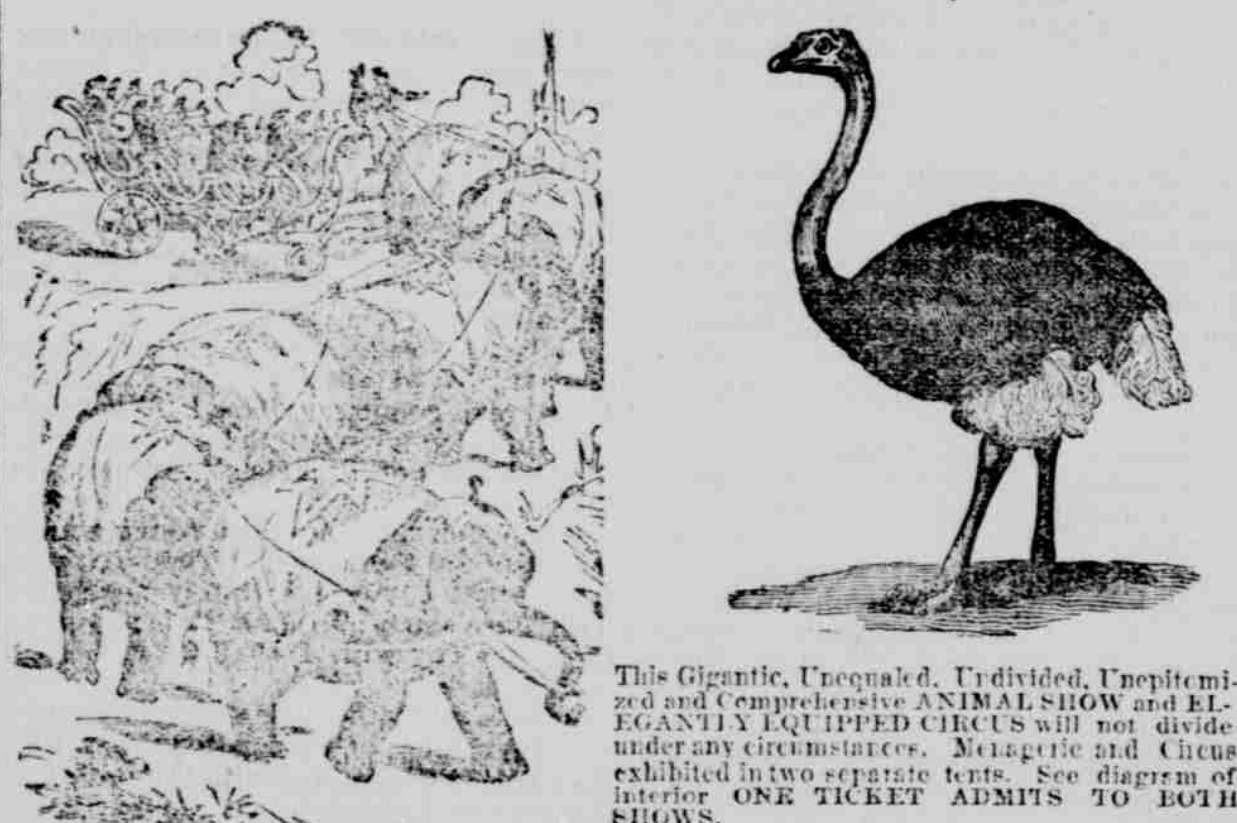 This Gigantic, Unequaled, Undivided, Unepitomi-
zed and Comprehensive ANIMAL SHOW and EL-
EGANTLY EQUIPPED CIRCUS will not divide
under any circumstances. Menagerie and Circus
exhibited in two separate tents. See diagram of
interior ONE TICKET ADMITS TO BOTH
SHOWS.